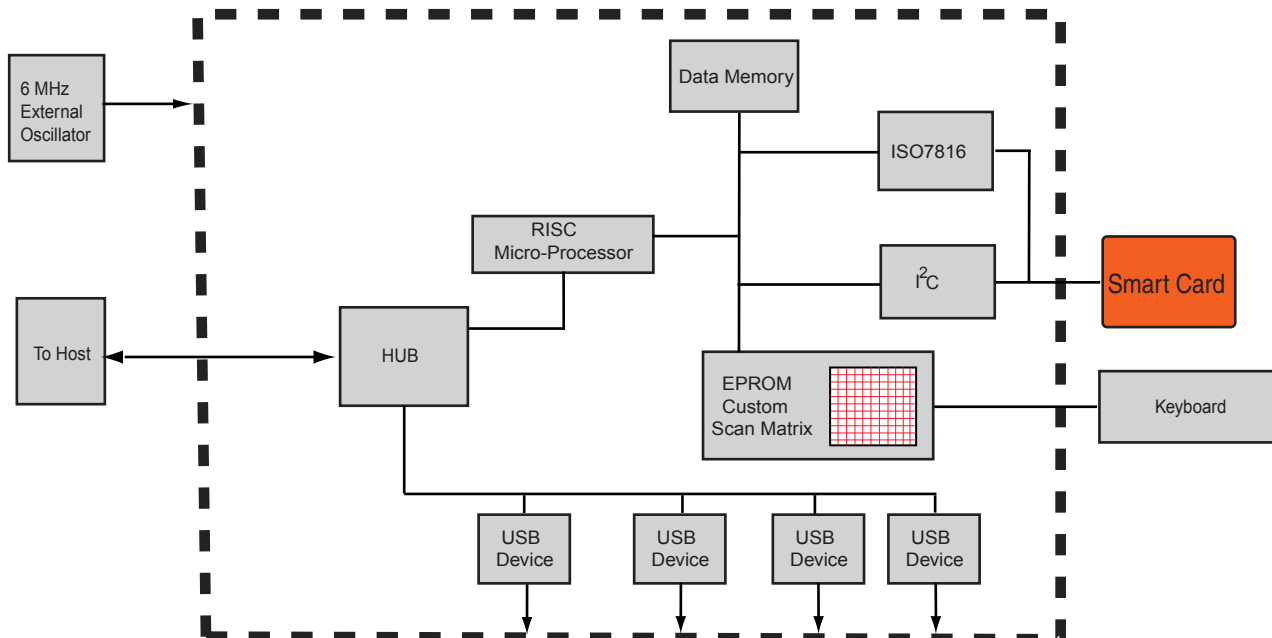 6 MHz
External
Oscillator
Data Memory
ISO7816
RISC
Micro-Processor
I²C
Smart Card
To Host
HUB
EPROM
Custom
Scan Matrix
Keyboard
USB
Device
USB
Device
USB
Device
USB
Device